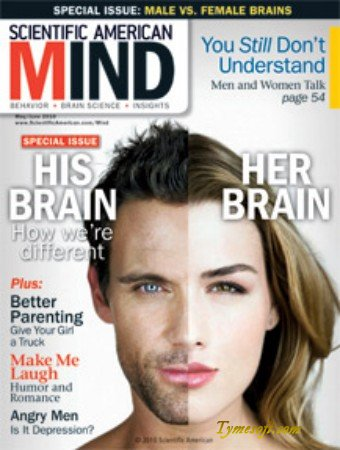 SPECIAL ISSUE: MALE VS. FEMALE BRAINS
SCIENTIFIC AMERICAN
MIND
BEHAVIOR • BRAIN SCIENCE • INSIGHTS
May/June 2010
www.ScientificAmerican.com/Mind
You Still Don't
Understand
Men and Women Talk
page 54
SPECIAL ISSUE
HIS
BRAIN
HER
BRAIN
How we're
different
Plus:
Better
Parenting
Give Your Girl
a Truck
Make Me
Laugh
Humor and
Romance
Angry Men
Is It Depression?
© 2010 Scientific American